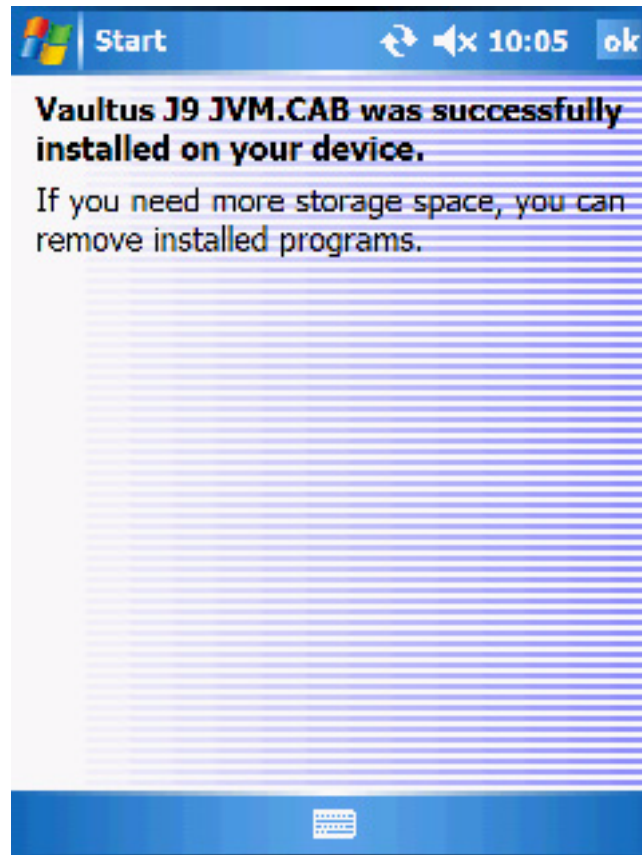 Start 10:05 ok
Vaultus J9 JVM.CAB was successfully
installed on your device.
If you need more storage space, you can
remove installed programs.